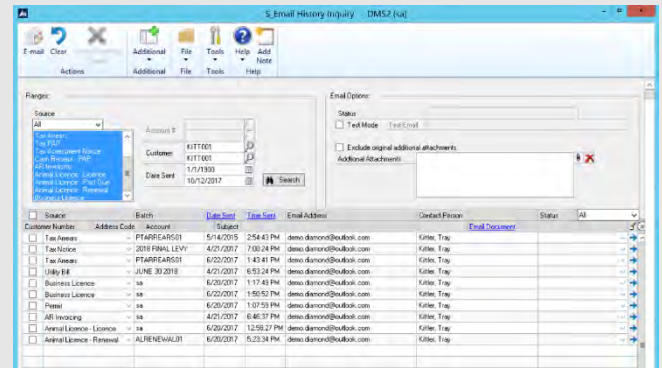 S_Email History Inquiry DMS2 (sa)
E-mail Clear Additional File Tools Help Add Note
Actions Additional File Tools Help
Ranges: Email Options:
Source Status
All Test Mode Test Email
Account #
Exclude original additional attachments
Additional Attachments
Tax Arrears
Tax PAP
Tax Assessment Notice
Cash Receipt - PAP
AR Invoicing
Animal Licence - Licence
Animal Licence - Past Due
Animal Licence - Renewal
Business Licence
Customer KITT001
KITT001
Date Sent 1/1/1900
10/12/2017 Search
Source Batch Date Sent Time Sent Email Address Contact Person Status All
Customer Number Address Code Account Subject Email Document
Tax Arrears PTARREARS01 5/14/2015 2:54:49 PM demo.diamond@outlook.com Kittler, Tray
Tax Notice 2018 FINAL LEVY 4/21/2017 7:00:24 PM demo.diamond@outlook.com Kittler, Tray
Tax Arrears PTARREARS01 6/22/2017 1:43:41 PM demo.diamond@outlook.com Kittler, Tray
Utility Bill JUNE 30 2018 4/21/2017 6:53:24 PM demo.diamond@outlook.com Kittler, Tray
Business Licence sa 6/20/2017 1:17:49 PM demo.diamond@outlook.com Kittler, Tray
Business Licence sa 6/22/2017 1:50:52 PM demo.diamond@outlook.com Kittler, Tray
Permit sa 6/20/2017 1:07:59 PM demo.diamond@outlook.com Kittler, Tray
AR Invoicing sa 4/21/2017 6:46:37 PM demo.diamond@outlook.com Kittler, Tray
Animal Licence - Licence sa 6/20/2017 12:59:27 PM demo.diamond@outlook.com Kittler, Tray
Animal Licence - Renewal ALRENEWAL01 6/20/2017 5:23:34 PM demo.diamond@outlook.com Kittler, Tray